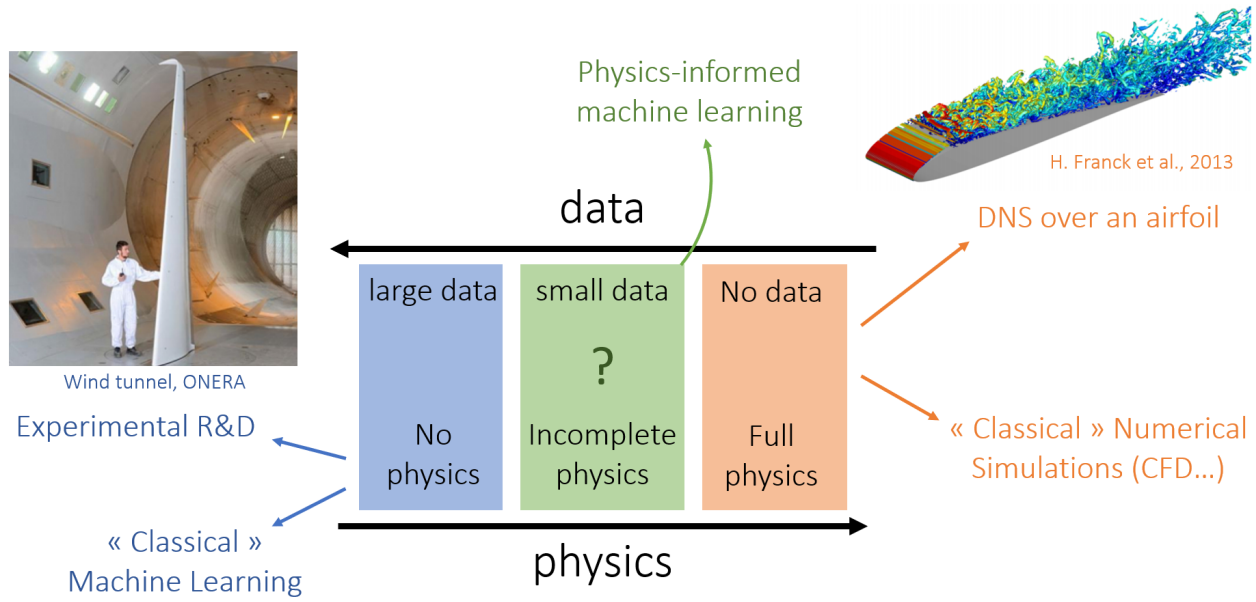 Physics-informed
machine learning
H. Franck et al., 2013
DNS over an airfoil
data
large data
small data
No data
?
No
physics
Incomplete
physics
Full
physics
physics
Wind tunnel, ONERA
Experimental R&D
« Classical »
Machine Learning
« Classical » Numerical
Simulations (CFD...)